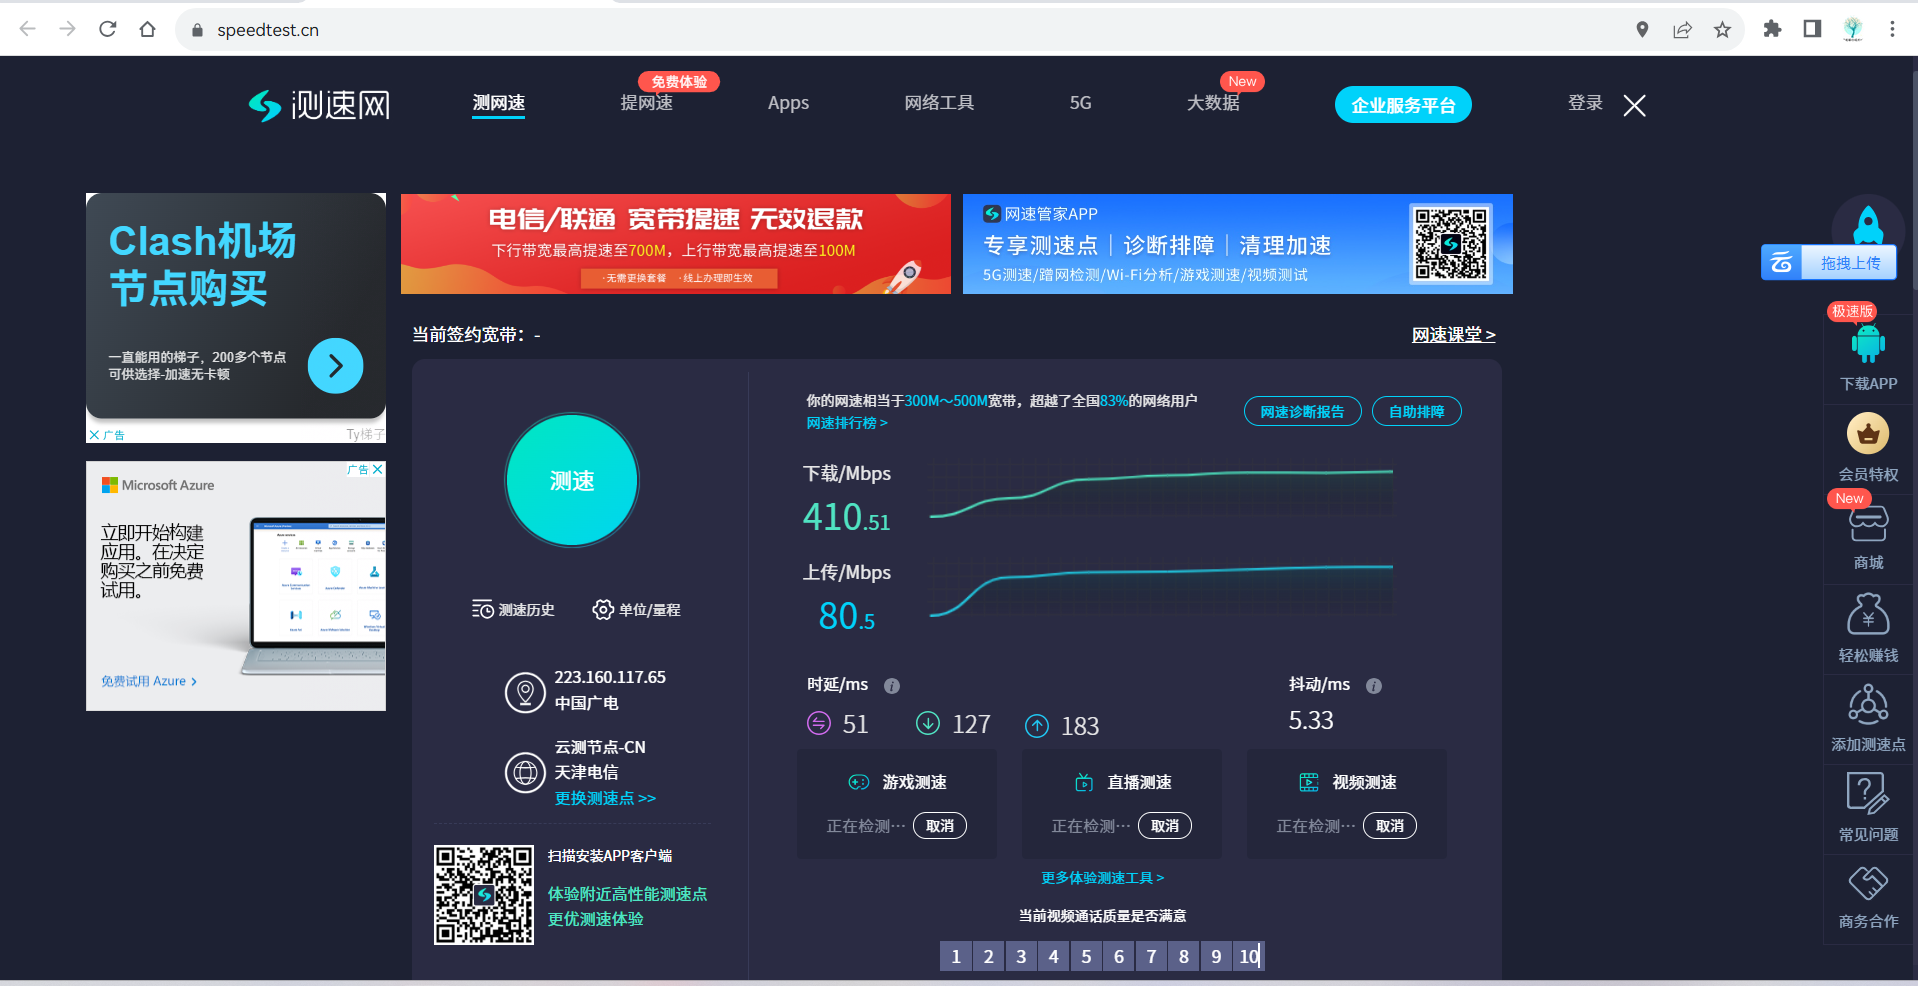 speedtest.cn
测速网
测网速
免费体验
提网速
Apps
网络工具
5G
New
大数据
企业服务平台
登录
Clash机场
节点购买
一直能用的梯子，200多个节点
可供选择-加速无卡顿
广告
Ty梯子
电信/联通 宽带提速 无效退款
下行带宽最高提速至700M，上行带宽最高提速至100M
·无需更换套餐 ·线上办理即生效
网速管家APP
专享测速点｜诊断排障｜清理加速
5G测速/蹭网检测/Wi-Fi分析/游戏测速/视频测试
拖拽上传
广告
Microsoft Azure
立即开始构建
应用。在决定
购买之前免费
试用。
免费试用 Azure >
当前签约宽带：-
网速课堂 >
测速
测速历史
单位/量程
223.160.117.65
中国广电
云测节点-CN
天津电信
更换测速点 >>
扫描安装APP客户端
体验附近高性能测速点
更优测速体验
你的网速相当于300M～500M宽带，超越了全国83%的网络用户
网速排行榜 >
网速诊断报告
自助排障
下载/Mbps
410.51
上传/Mbps
80.5
时延/ms
抖动/ms
51
127
183
5.33
游戏测速
正在检测···
取消
直播测速
正在检测···
取消
视频测速
正在检测···
取消
更多体验测速工具 >
当前视频通话质量是否满意
1 2 3 4 5 6 7 8 9 10
极速版
下载APP
会员特权
New
商城
轻松赚钱
添加测速点
常见问题
商务合作